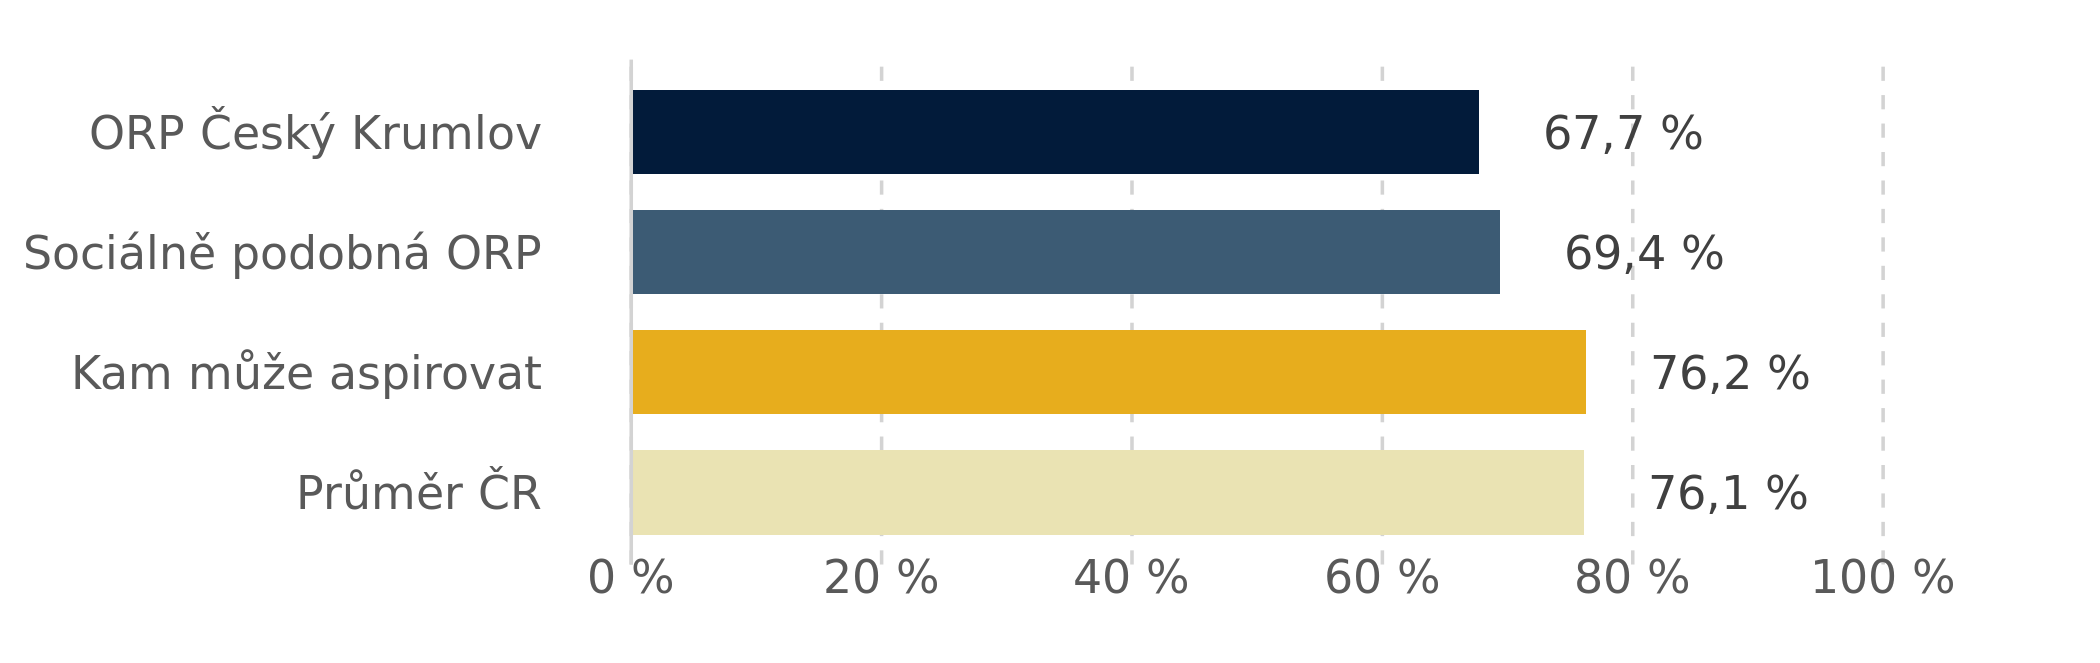 ORP Český Krumlov 67,7 %
Sociálně podobná ORP 69,4 %
Kam může aspirovat 76,2 %
Průměr ČR 76,1 %
0 % 20 % 40 % 60 % 80 % 100 %